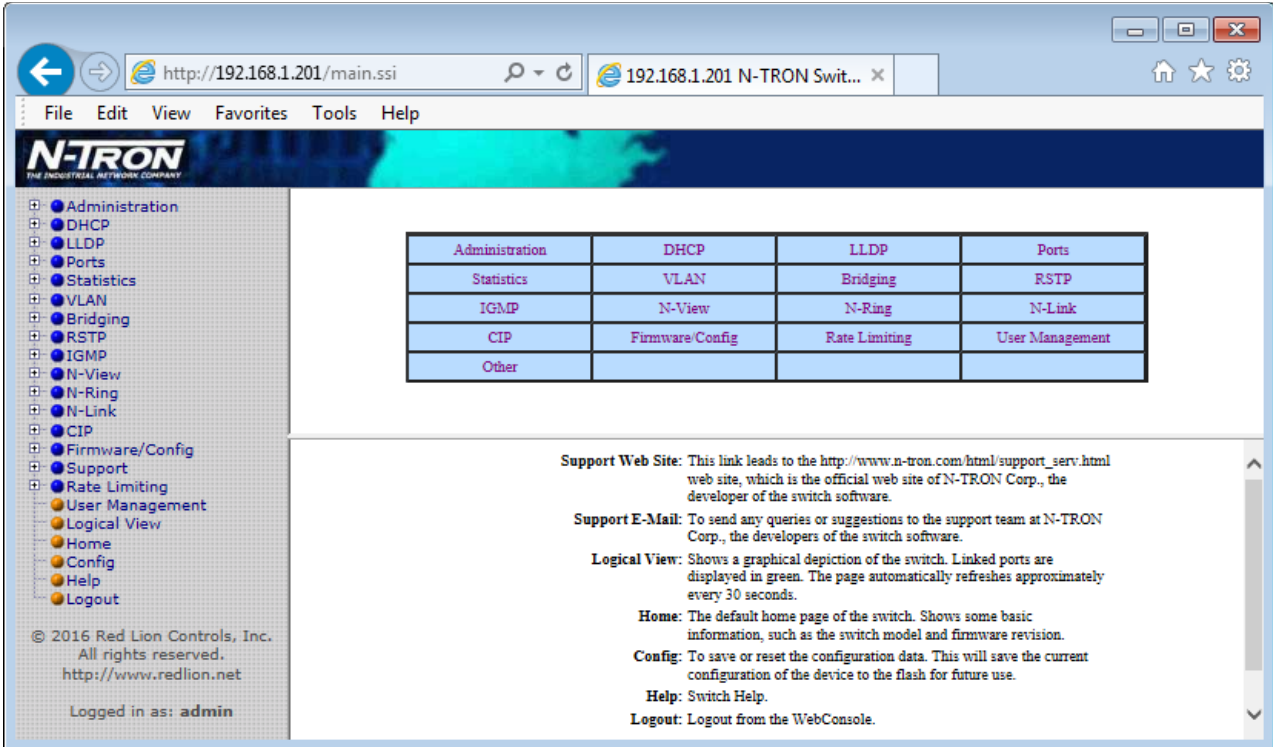 http://192.168.1.201/main.ssi
192.168.1.201 N-TRON Swit...
File Edit View Favorites Tools Help
N-TRON
THE INDUSTRIAL NETWORK COMPANY
Administration
DHCP
LLDP
Ports
Statistics
VLAN
Bridging
RSTP
IGMP
N-View
N-Ring
N-Link
CIP
Firmware/Config
Support
Rate Limiting
User Management
Logical View
Home
Config
Help
Logout
© 2016 Red Lion Controls, Inc.
All rights reserved.
http://www.redlion.net
Logged in as: admin
Administration DHCP LLDP Ports
Statistics VLAN Bridging RSTP
IGMP N-View N-Ring N-Link
CIP Firmware/Config Rate Limiting User Management
Other
Support Web Site: This link leads to the http://www.n-tron.com/html/support_serv.html
web site, which is the official web site of N-TRON Corp., the
developer of the switch software.
Support E-Mail: To send any queries or suggestions to the support team at N-TRON
Corp., the developers of the switch software.
Logical View: Shows a graphical depiction of the switch. Linked ports are
displayed in green. The page automatically refreshes approximately
every 30 seconds.
Home: The default home page of the switch. Shows some basic
information, such as the switch model and firmware revision.
Config: To save or reset the configuration data. This will save the current
configuration of the device to the flash for future use.
Help: Switch Help.
Logout: Logout from the WebConsole.